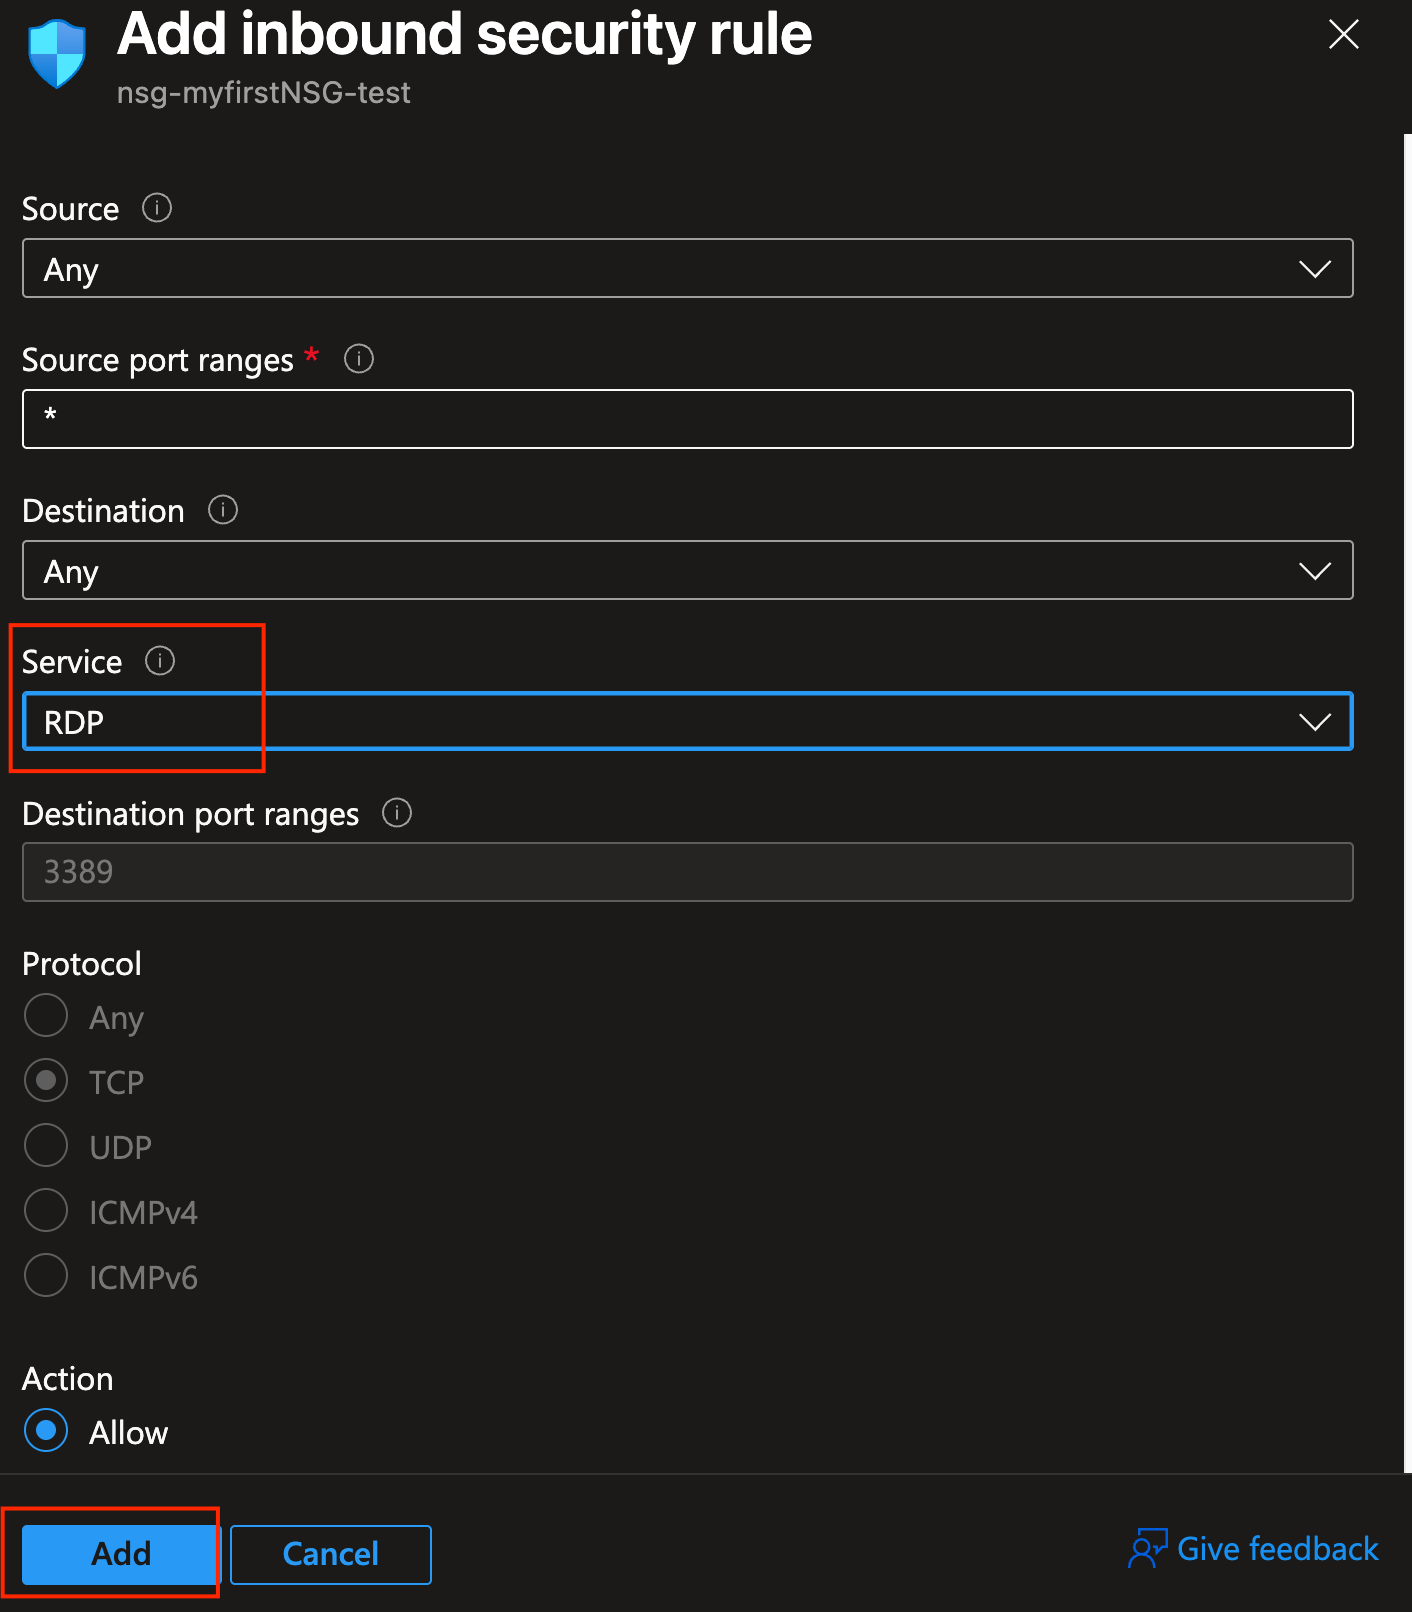 Add inbound security rule
nsg-myfirstNSG-test
Source
Any
Source port ranges *
*
Destination
Any
Service
RDP
Destination port ranges
3389
Protocol
Any
TCP
UDP
ICMPv4
ICMPv6
Action
Allow
Add
Cancel
Give feedback